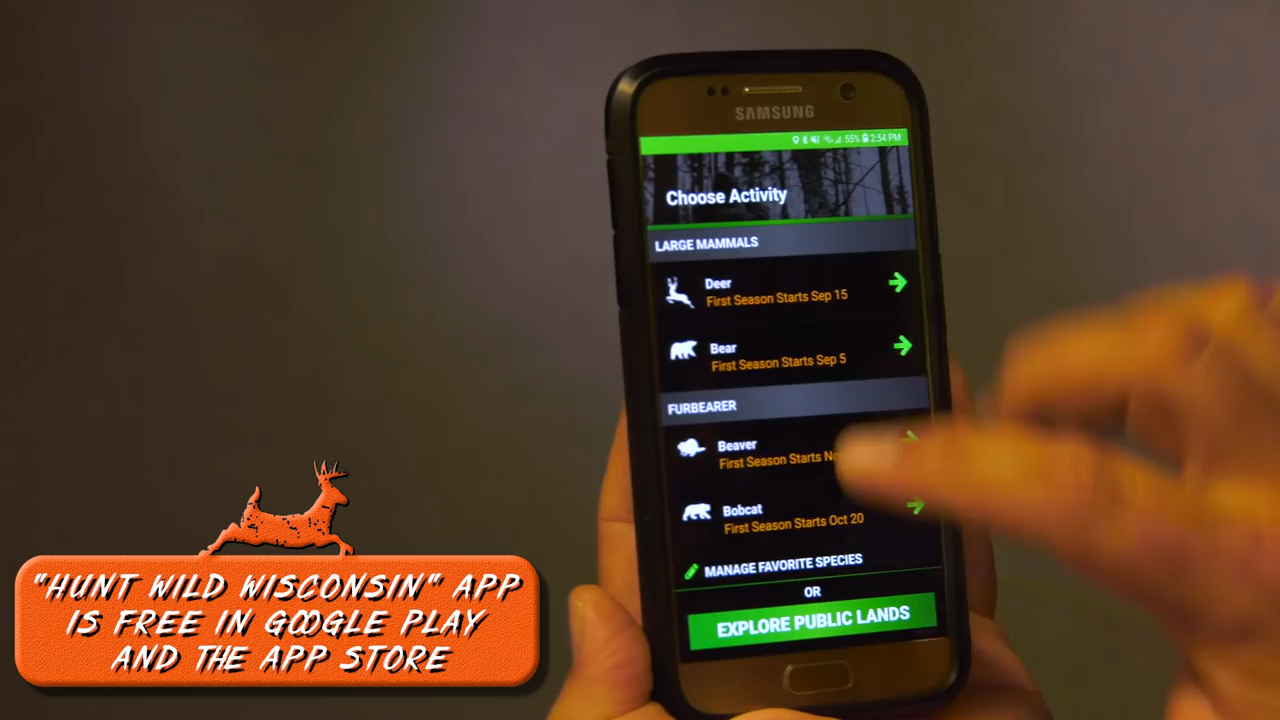 SAMSUNG
55% 2:54 PM
Choose Activity
LARGE MAMMALS
Deer
First Season Starts Sep 15
Bear
First Season Starts Sep 5
FURBEARER
Beaver
First Season Starts
Bobcat
First Season Starts Oct 20
MANAGE FAVORITE SPECIES
OR
EXPLORE PUBLIC LANDS
"HUNT WILD WISCONSIN" APP
IS FREE IN GOOGLE PLAY
AND THE APP STORE